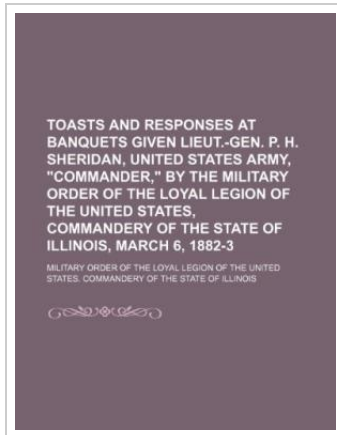 TOASTS AND RESPONSES AT
BANQUETS GIVEN LIEUT.-GEN. P. H.
SHERIDAN, UNITED STATES ARMY,
"COMMANDER," BY THE MILITARY
ORDER OF THE LOYAL LEGION OF
THE UNITED STATES,
COMMANDERY OF THE STATE OF
ILLINOIS, MARCH 6, 1882-3
MILITARY ORDER OF THE LOYAL LEGION OF THE UNITED
STATES. COMMANDERY OF THE STATE OF ILLINOIS